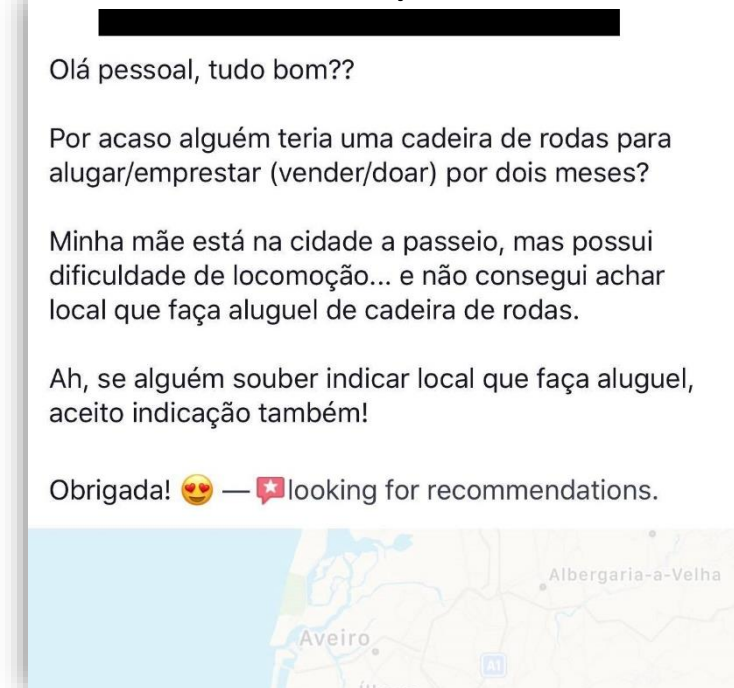 Olá pessoal, tudo bom??
Por acaso alguém teria uma cadeira de rodas para
alugar/emprestar (vender/doar) por dois meses?
Minha mãe está na cidade a passeio, mas possui
dificuldade de locomoção... e não consegui achar
local que faça aluguel de cadeira de rodas.
Ah, se alguém souber indicar local que faça aluguel,
aceito indicação também!
Obrigada! 😍 — looking for recommendations.
Albergaria-a-Velha
Aveiro
A1